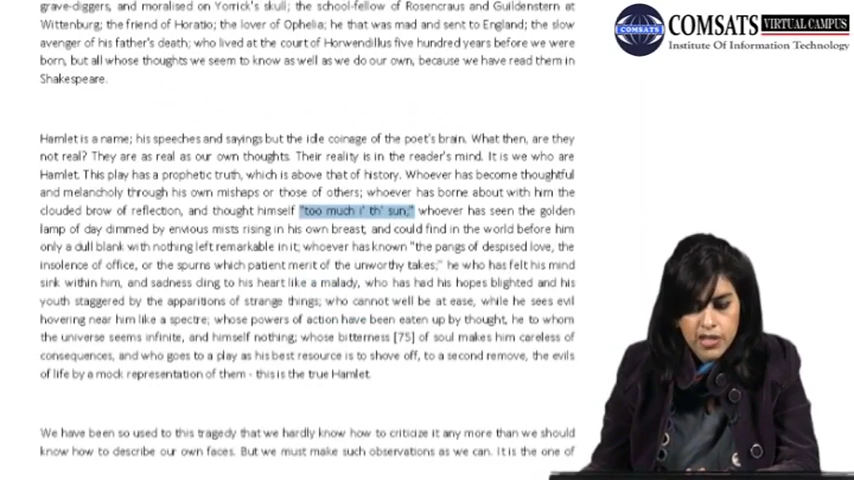 grave-diggers, and moralised on Yorrick's skull; the school-fellow of Rosencraus and Guildenstern at
Wittenburg; the friend of Horatio; the lover of Ophelia; he that was mad and sent to England; the slow
avenger of his father's death; who lived at the court of Horwendillus five hundred years before we were
born, but all whose thoughts we seem to know as well as we do our own, because we have read them in
Shakespeare.
COMSATS VIRTUAL CAMPUS
COMSATS
Institute Of Information Technology
Hamlet is a name; his speeches and sayings but the idle coinage of the poet's brain. What then, are they
not real? They are as real as our own thoughts. Their reality is in the reader's mind. It is we who are
Hamlet. This play has a prophetic truth, which is above that of history. Whoever has become thoughtful
and melancholy through his own mishaps or those of others; whoever has borne about with him the
clouded brow of reflection, and thought himself "too much i' th' sun;" whoever has seen the golden
lamp of day dimmed by envious mists rising in his own breast, and could find in the world before him
only a dull blank with nothing left remarkable in it; whoever has known "the pangs of despised love, the
insolence of office, or the spurns which patient merit of the unworthy takes;" he who has felt his mind
sink within him, and sadness cling to his heart like a malady, who has had his hopes blighted and his
youth staggered by the apparitions of strange things; who cannot well be at ease, while he sees evil
hovering near him like a spectre; whose powers of action have been eaten up by thought, he to whom
the universe seems infinite, and himself nothing; whose bitterness [75] of soul makes him careless of
consequences, and who goes to a play as his best resource is to shove off, to a second remove, the evils
of life by a mock representation of them - this is the true Hamlet.
We have been so used to this tragedy that we hardly know how to criticize it any more than we should
know how to describe our own faces. But we must make such observations as we can. It is the one of